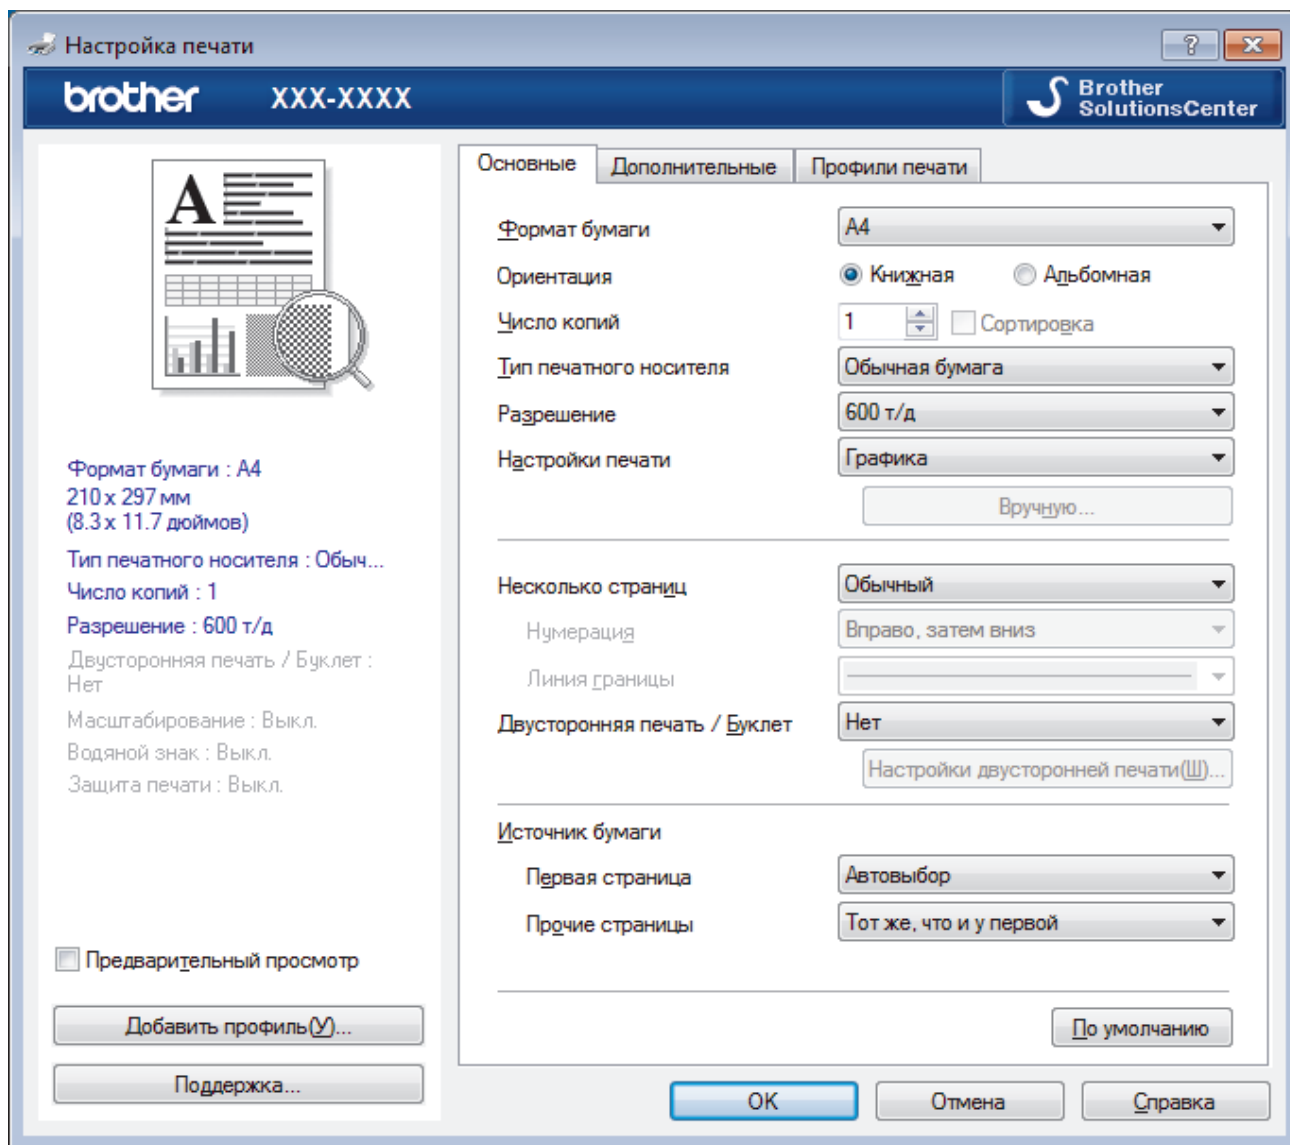 Настройка печати
brother XXX-XXXX
Brother
SolutionsCenter
A
Формат бумаги : A4
210 x 297 мм
(8.3 x 11.7 дюймов)
Тип печатного носителя : Обыч...
Число копий : 1
Разрешение : 600 т/д
Двусторонняя печать / Буклет :
Нет
Масштабирование : Выкл.
Водяной знак : Выкл.
Защита печати : Выкл.
Предварительный просмотр
Добавить профиль(У)...
Поддержка...
Основные Дополнительные Профили печати
Формат бумаги A4
Ориентация Книжная Альбомная
Число копий 1 Сортировка
Тип печатного носителя Обычная бумага
Разрешение 600 т/д
Настройки печати Графика
Вручную...
Несколько страниц Обычный
Нумерация Вправо, затем вниз
Линия границы
Двусторонняя печать / Буклет Нет
Настройки двусторонней печати(Ш)...
Источник бумаги
Первая страница Автовыбор
Прочие страницы Тот же, что и у первой
По умолчанию
OK Отмена Справка